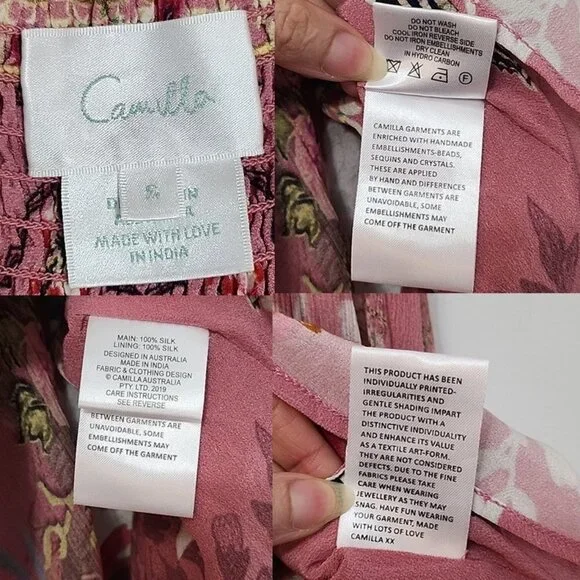 Camilla
S
MADE WITH LOVE
IN INDIA
DO NOT WASH
DO NOT BLEACH
COOL IRON REVERSE SIDE
DO NOT IRON EMBELLISHMENTS
DRY CLEAN
IN HYDRO CARBON
F
CAMILLA GARMENTS ARE
ENRICHED WITH HANDMADE
EMBELLISHMENTS-BEADS,
SEQUINS AND CRYSTALS.
THESE ARE APPLIED
BY HAND AND DIFFERENCES
BETWEEN GARMENTS ARE
UNAVOIDABLE, SOME
EMBELLISHMENTS MAY
COME OFF THE GARMENT
MAIN: 100% SILK
LINING: 100% SILK
DESIGNED IN AUSTRALIA
MADE IN INDIA
FABRIC & CLOTHING DESIGN
© CAMILLA AUSTRALIA
PTY. LTD. 2019
CARE INSTRUCTIONS
SEE REVERSE
BETWEEN GARMENTS ARE
UNAVOIDABLE, SOME
EMBELLISHMENTS MAY
COME OFF THE GARMENT
THIS PRODUCT HAS BEEN
INDIVIDUALLY PRINTED-
IRREGULARITIES AND
GENTLE SHADING IMPART
THE PRODUCT WITH A
DISTINCTIVE INDIVIDUALITY
AND ENHANCE ITS VALUE
AS A TEXTILE ART-FORM.
THEY ARE NOT CONSIDERED
DEFECTS. DUE TO THE FINE
FABRICS PLEASE TAKE
CARE WHEN WEARING
JEWELLERY AS THEY MAY
SNAG. HAVE FUN WEARING
YOUR GARMENT, MADE
WITH LOTS OF LOVE
CAMILLA XX